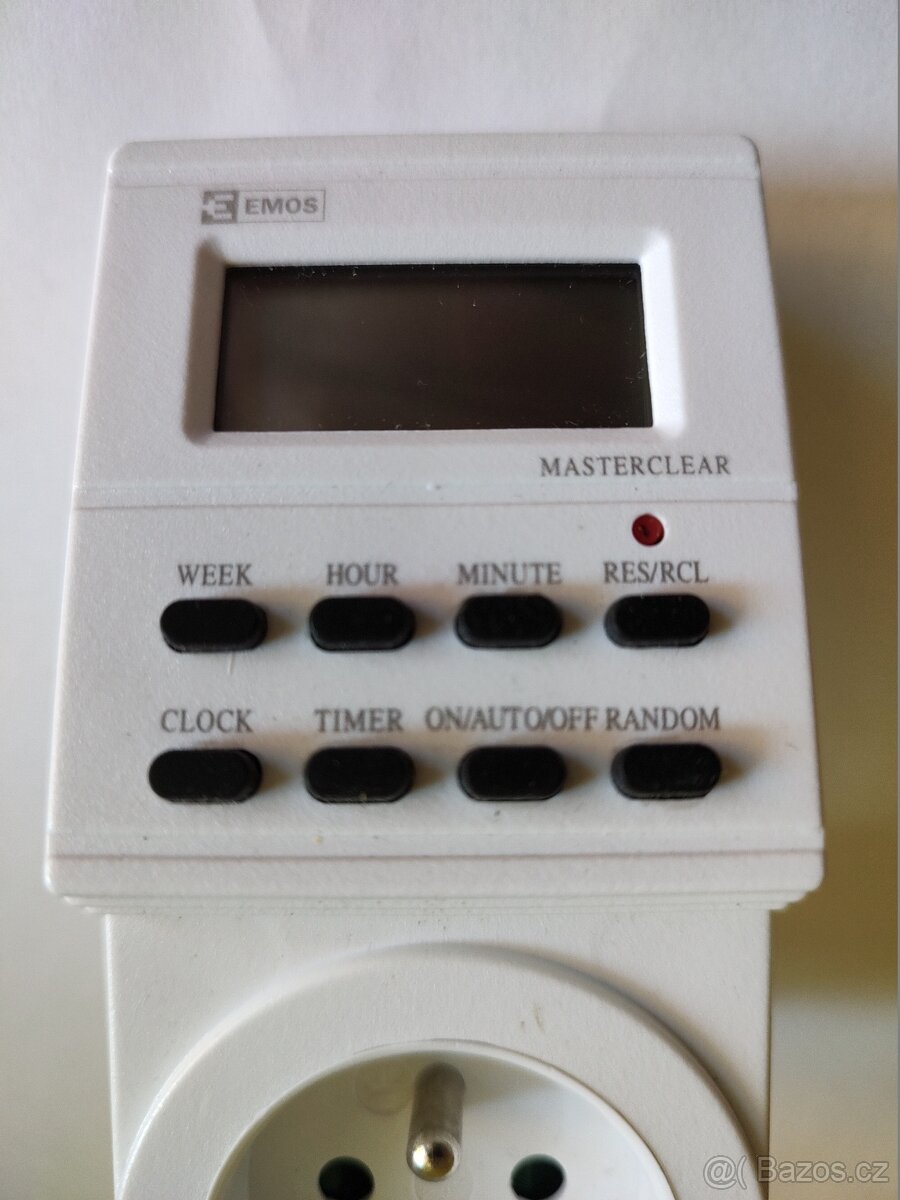 EMOS
MASTERCLEAR
WEEK HOUR MINUTE RES/RCL
CLOCK TIMER ON/AUTO/OFF RANDOM
@( Bazos.cz